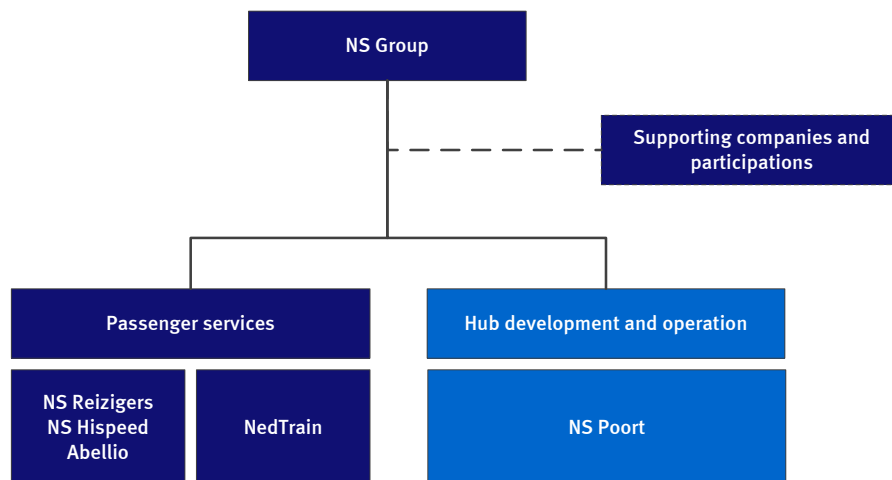 NS Group
Supporting companies and
participations
Passenger services
Hub development and operation
NS Reizigers
NS Hispeed
Abellio
NedTrain
NS Poort